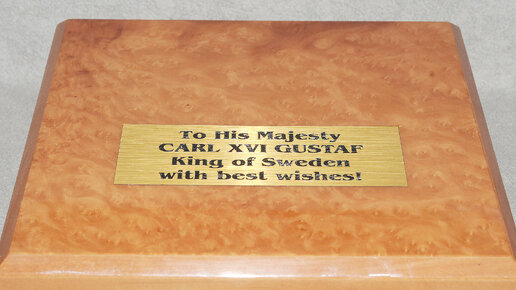 To His Majesty
CARL XVI GUSTAF
King of Sweden
with best wishes!